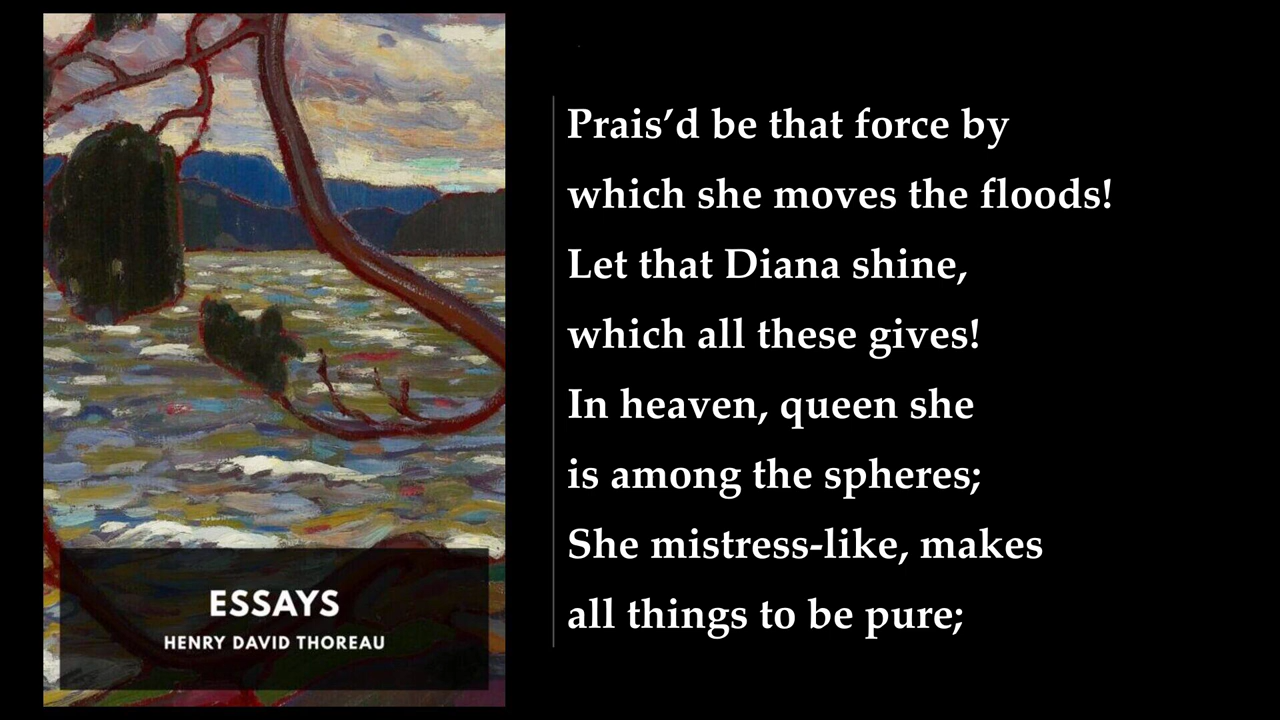 ESSAYS
HENRY DAVID THOREAU
Prais’d be that force by
which she moves the floods!
Let that Diana shine,
which all these gives!
In heaven, queen she
is among the spheres;
She mistress-like, makes
all things to be pure;